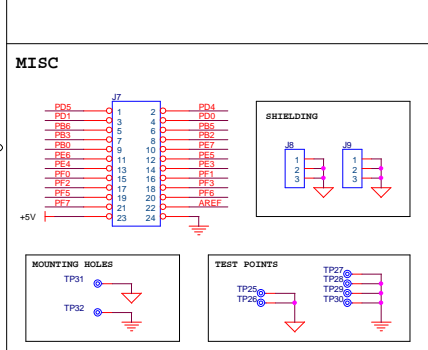 MISC
J7
PD5 1 2 PD4
PD1 3 4 PD0
PB6 5 6 PB5
PB3 7 8 PB2
PB0 9 10 PE7
PE6 11 12 PE5
PE4 13 14 PE3
PF0 15 16 PF1
PF2 17 18 PF3
PF5 19 20 PF6
PF7 21 22 AREF
+5V 23 24
SHIELDING
J8 J9
1 1
2 2
3 3
MOUNTING HOLES
TP31
TP32
TEST POINTS
TP25
TP26
TP27
TP28
TP29
TP30